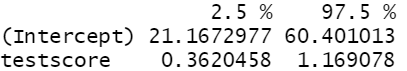 2.5 % 97.5 %
(Intercept) 21.1672977 60.401013
testscore 0.3620458 1.169078